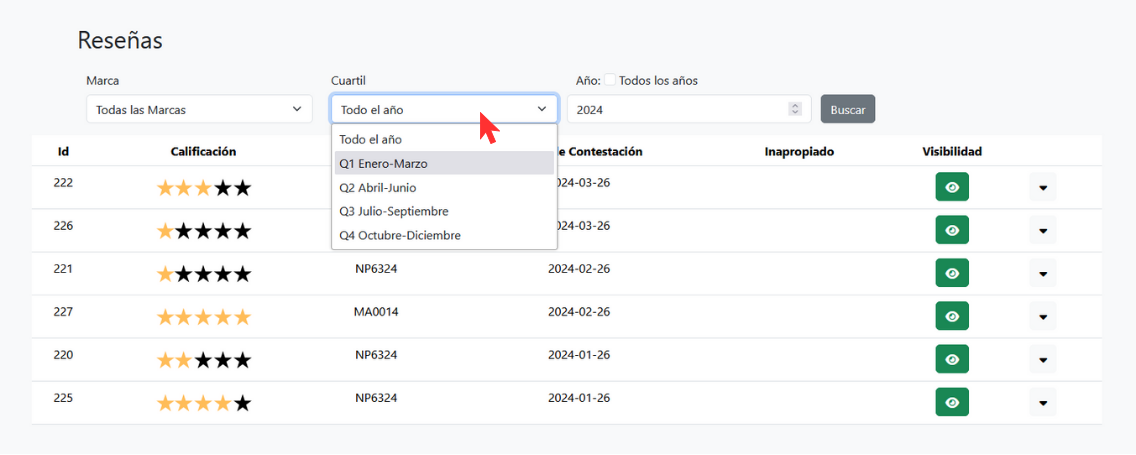 Reseñas
Marca Cuartil Año: Todos los años
Todas las Marcas Todo el año 2024 Buscar
Todo el año
Id Calificación Contestación Inapropiado Visibilidad
Q1 Enero-Marzo
222 24-03-26
Q2 Abril-Junio
Q3 Julio-Septiembre
226 24-03-26
Q4 Octubre-Diciembre
221 NP6324 2024-02-26
227 MA0014 2024-02-26
220 NP6324 2024-01-26
225 NP6324 2024-01-26